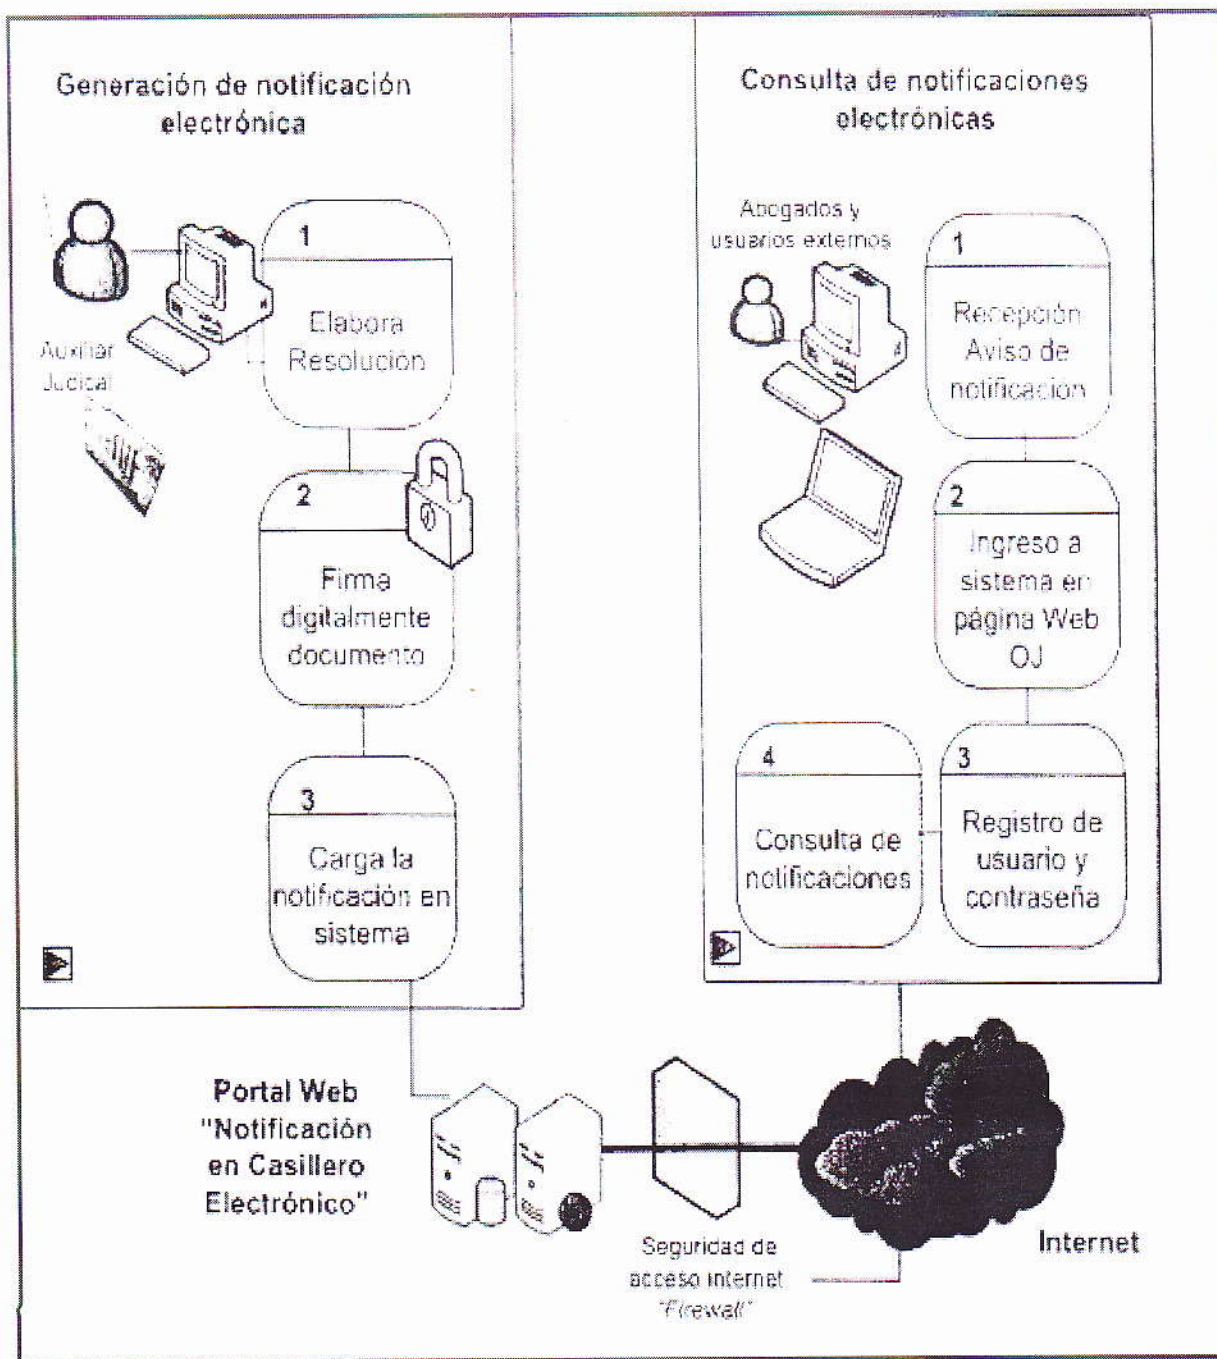 Generación de notificación
electrónica
1
Elabora
Resolución
Auxiliar
Judical
2
Firma
digitalmente
documento
3
Carga la
notificación en
sistema
Consulta de notificaciones
electrónicas
Abogados y
usuarios externos
1
Recepción
Aviso de
notificación
2
Ingreso a
sistema en
página Web
OJ
3
Registro de
usuario y
contraseña
4
Consulta de
notificaciones
Portal Web
"Notificación
en Casillero
Electrónico"
Seguridad de
acceso internet
"Firewall"
Internet